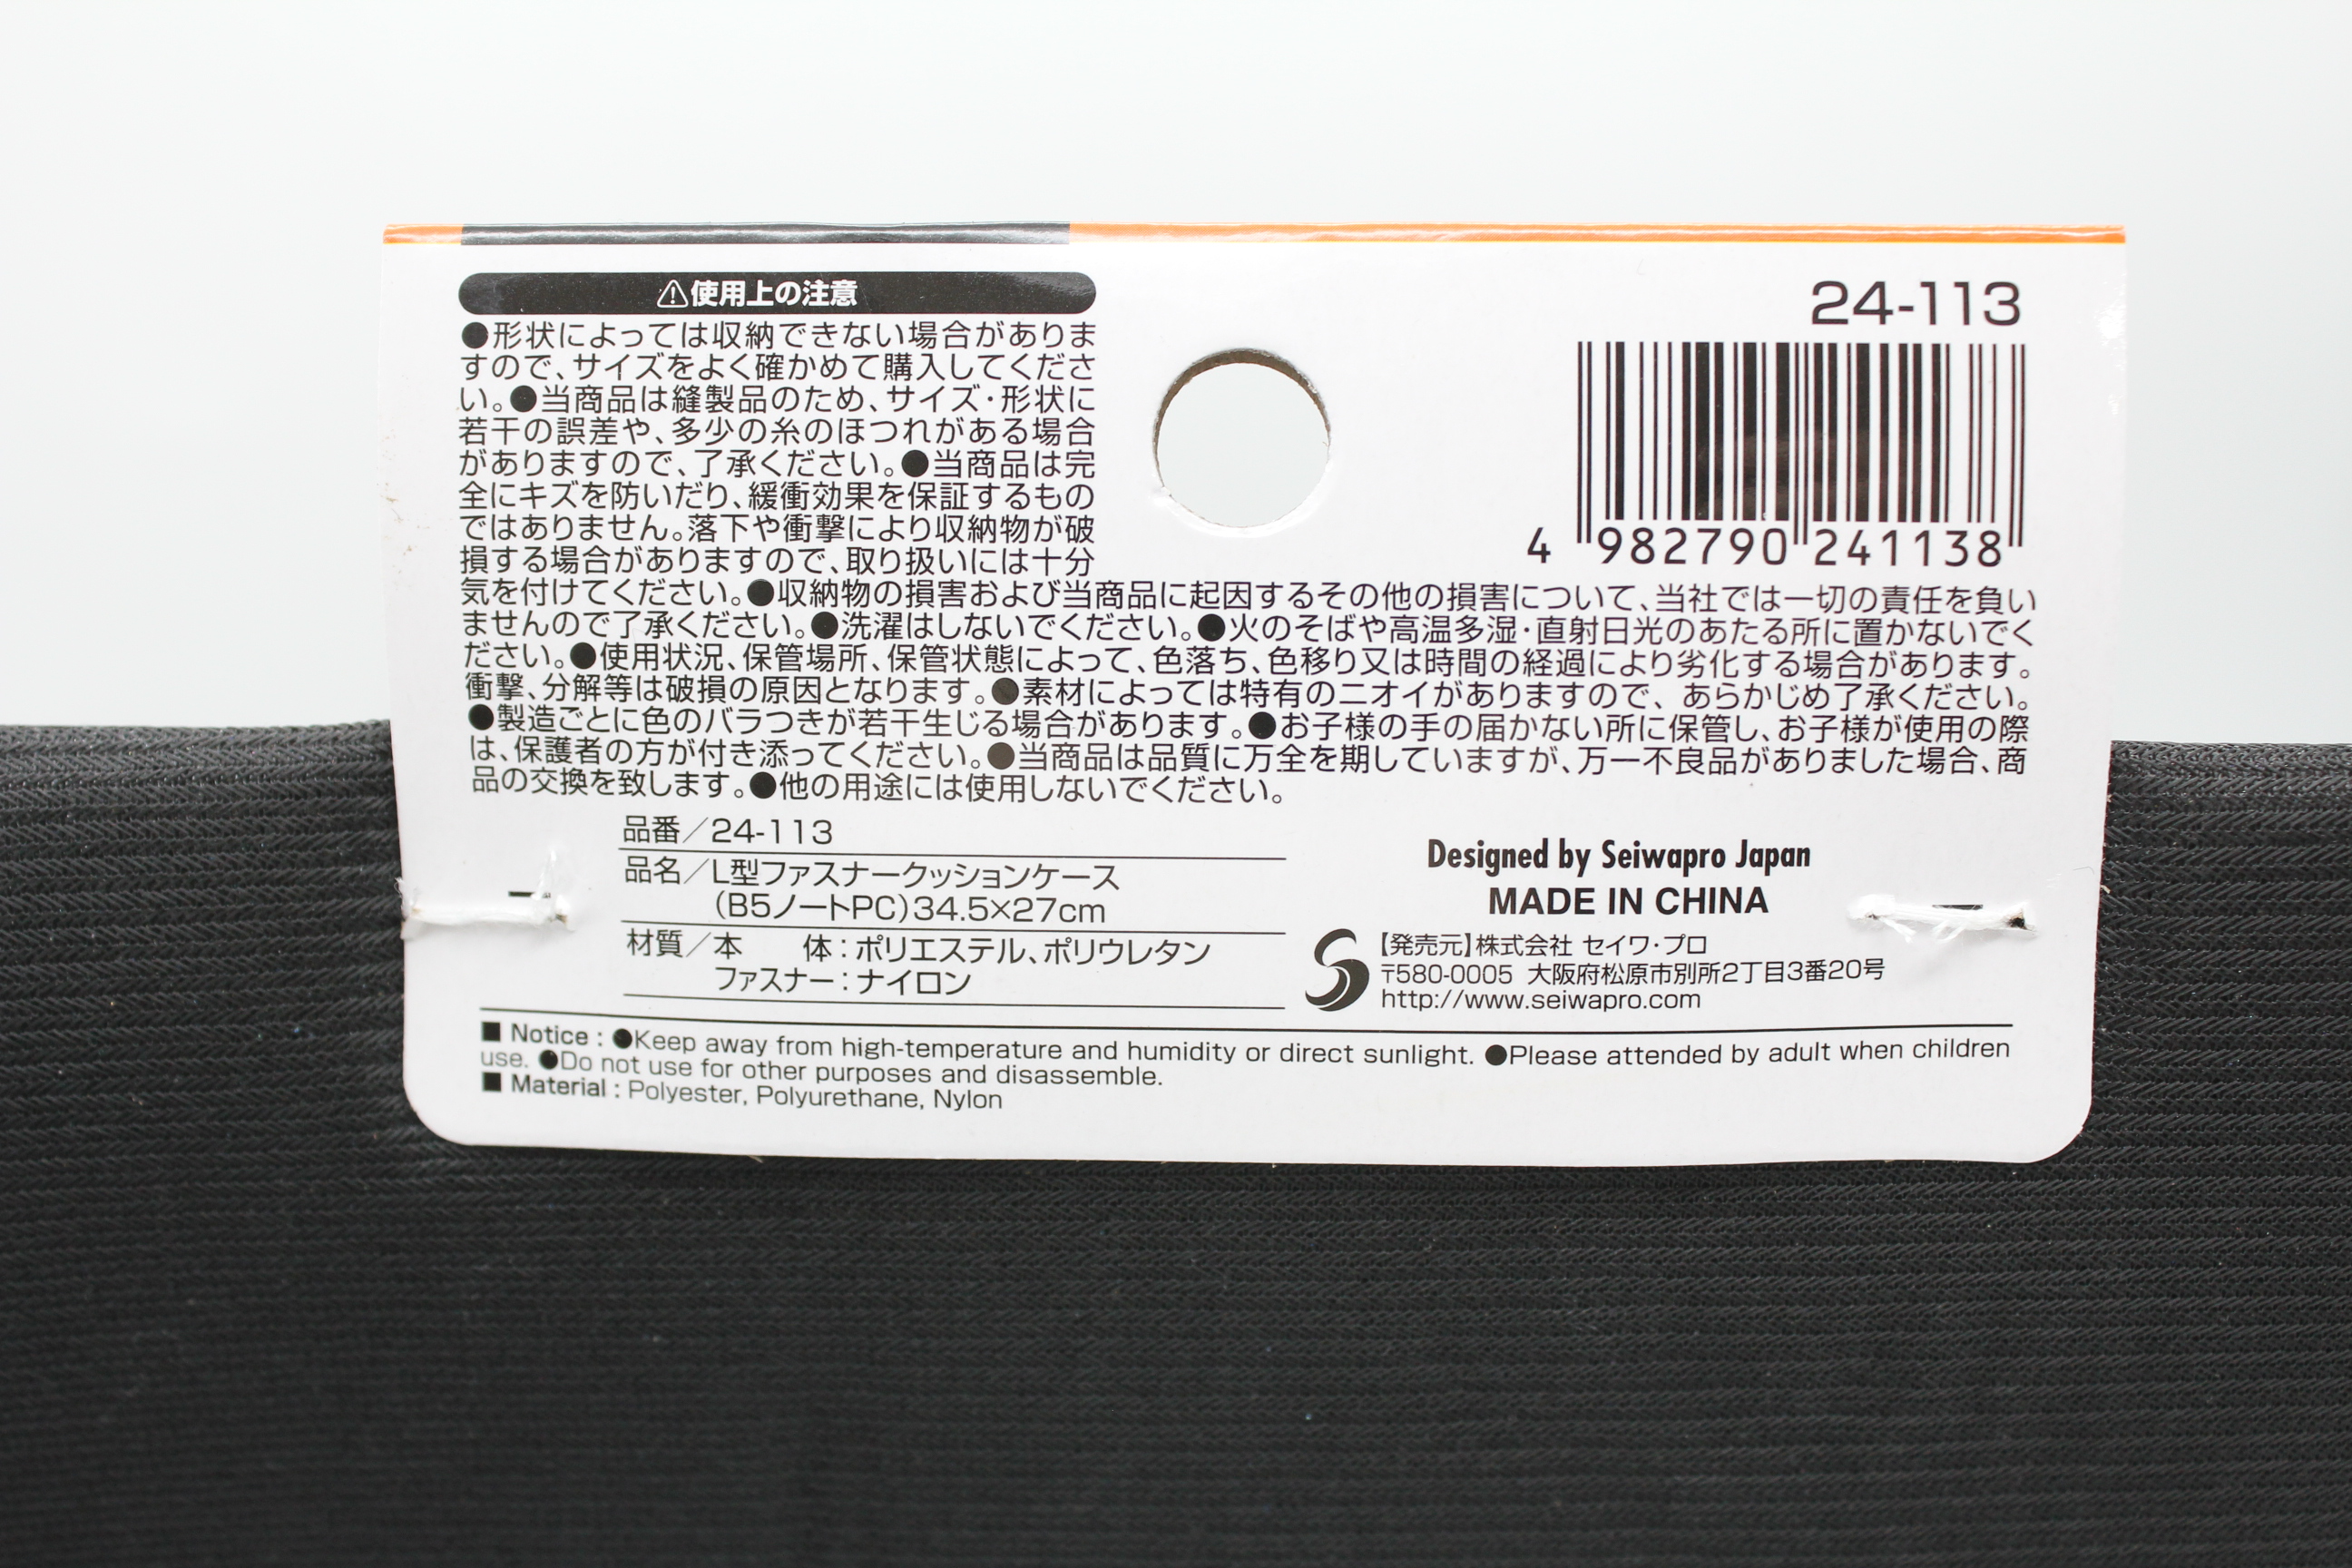 ⚠使用上の注意
●形状によっては収納できない場合がありま
すので、サイズをよく確かめて購入してくださ
い。●当商品は縫製品のため、サイズ・形状に
若干の誤差や、多少の糸のほつれがある場合
がありますので、了承ください。●当商品は完
全にキズを防いだり、緩衝効果を保証するもの
ではありません。落下や衝撃により収納物が破
損する場合がありますので、取り扱いには十分
気を付けてください。●収納物の損害および当商品に起因するその他の損害について、当社では一切の責任を負い
ませんので了承ください。●洗濯はしないでください。●火のそばや高温多湿・直射日光のあたる所に置かないでく
ださい。●使用状況、保管場所、保管状態によって、色落ち、色移り又は時間の経過により劣化する場合があります。
衝撃、分解等は破損の原因となります。●素材によっては特有のニオイがありますので、あらかじめ了承ください。
●製造ごとに色のバラつきが若干生じる場合があります。●お子様の手の届かない所に保管し、お子様が使用の際
は、保護者の方が付き添ってください。●当商品は品質に万全を期していますが、万一不良品がありました場合、商
品の交換を致します。●他の用途には使用しないでください。
24-113
4 982790 241138
品番／24-113
品名／L型ファスナークッションケース
（B5ノートPC）34.5×27cm
材質／本　　体：ポリエステル、ポリウレタン
ファスナー：ナイロン
Designed by Seiwapro Japan
MADE IN CHINA
【発売元】株式会社 セイワ・プロ
〒580-0005 大阪府松原市別所2丁目3番20号
http://www.seiwapro.com
■ Notice : ●Keep away from high-temperature and humidity or direct sunlight. ●Please attended by adult when children
use. ●Do not use for other purposes and disassemble.
■ Material : Polyester, Polyurethane, Nylon